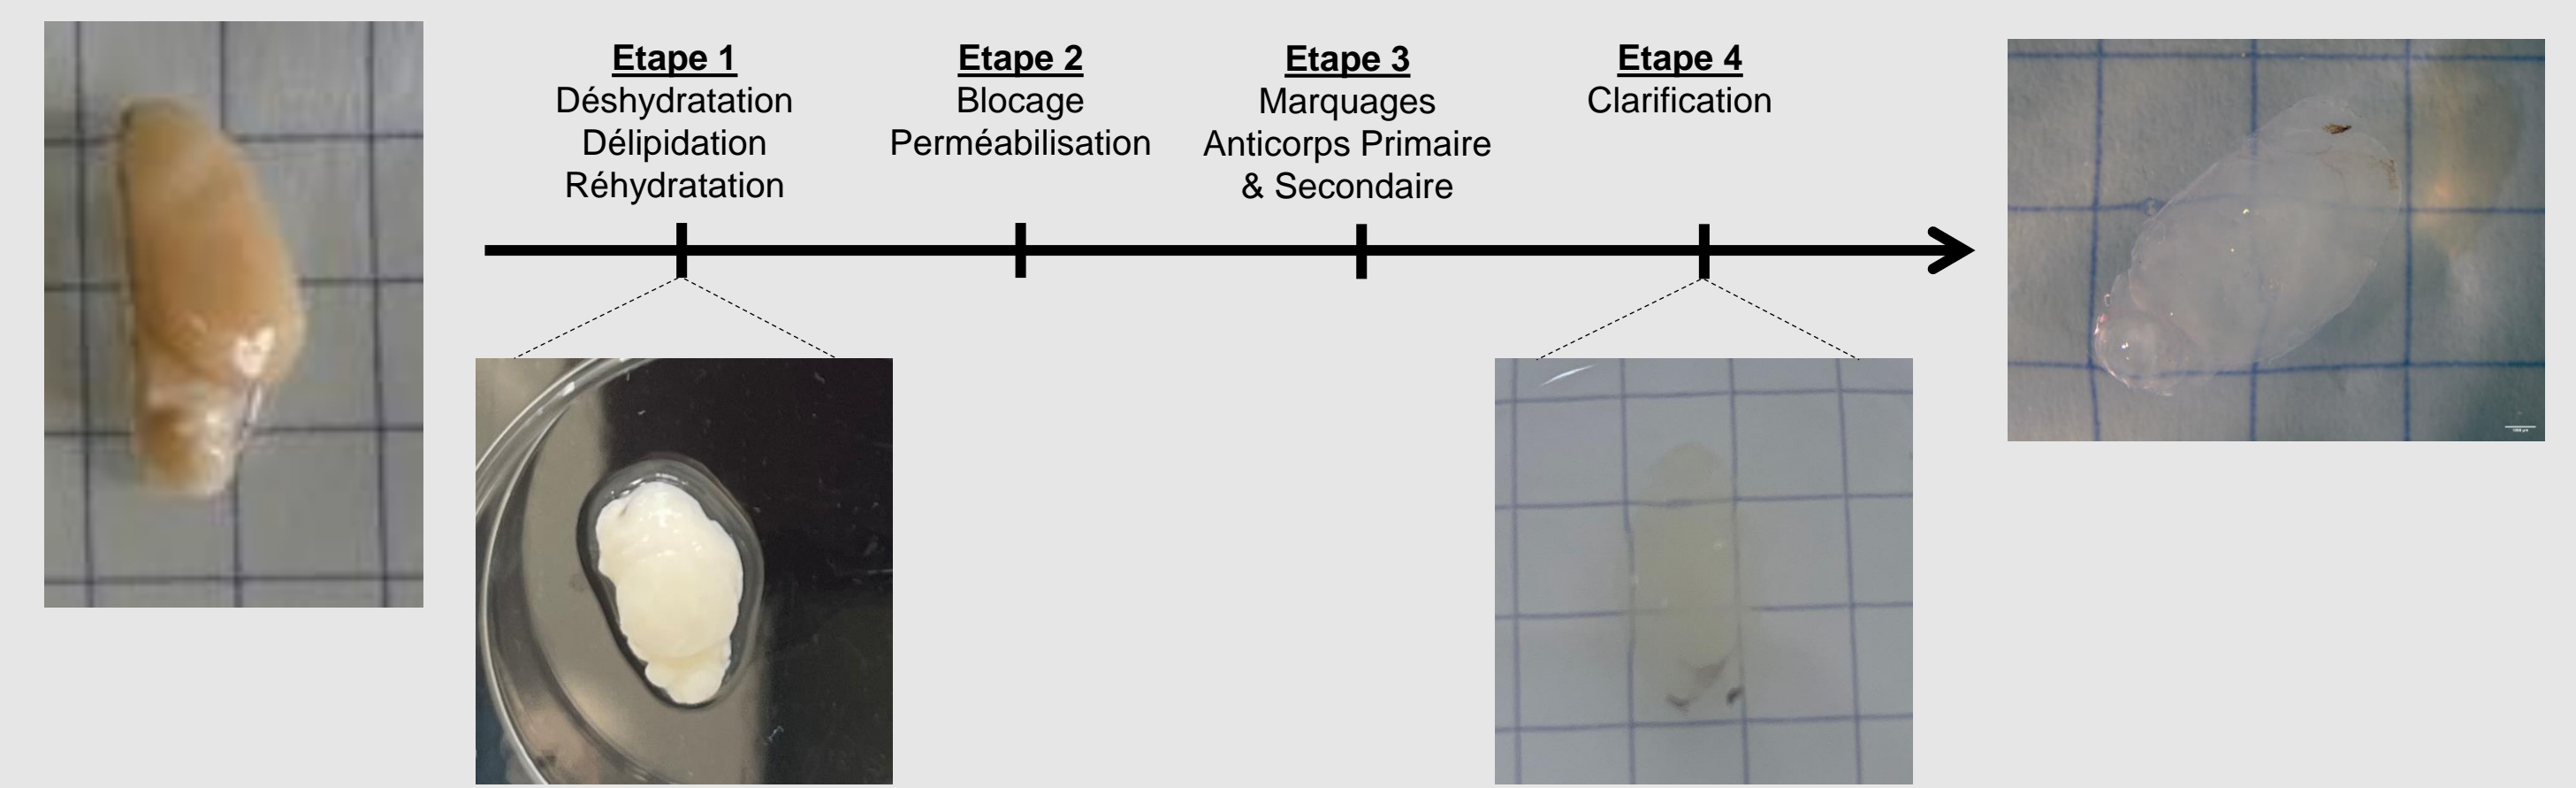 Etape 1
Déshydratation
Délipidation
Réhydratation
Etape 2
Blocage
Perméabilisation
Etape 3
Marquages
Anticorps Primaire
& Secondaire
Etape 4
Clarification